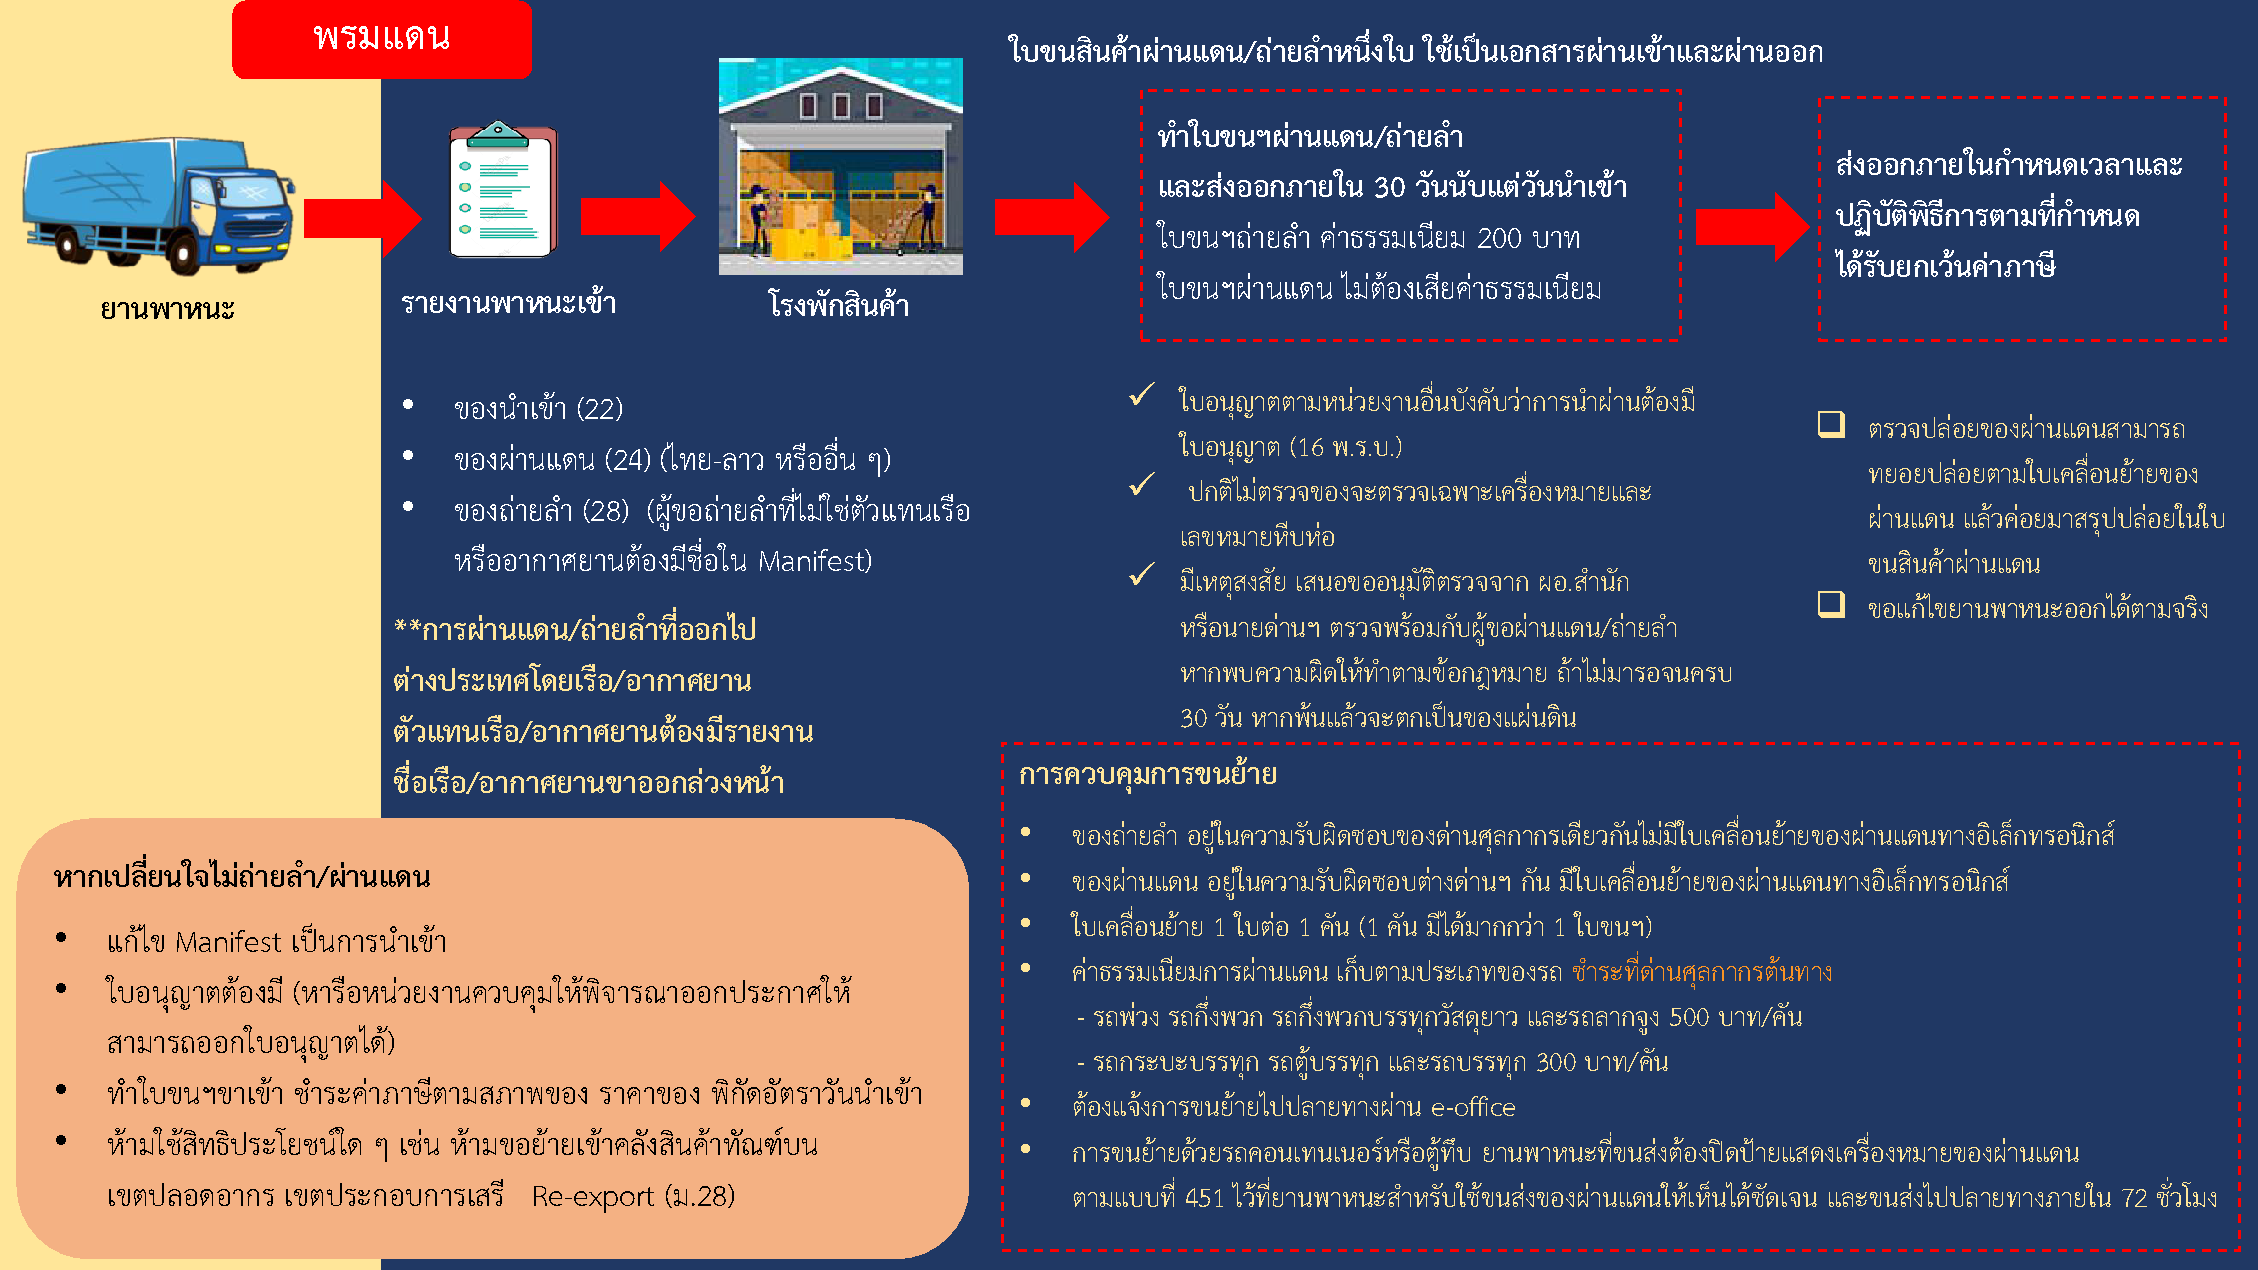 พรมแดน
ใบขนสินค้าผ่านแดน/ถ่ายลำหนึ่งใบ ใช้เป็นเอกสารผ่านเข้าและผ่านออก
ยานพาหนะ
รายงานพาหนะเข้า
โรงพักสินค้า
ทำใบขนฯผ่านแดน/ถ่ายลำ
และส่งออกภายใน 30 วันนับแต่วันนำเข้า
ใบขนฯถ่ายลำ ค่าธรรมเนียม 200 บาท
ใบขนฯผ่านแดน ไม่ต้องเสียค่าธรรมเนียม
ส่งออกภายในกำหนดเวลาและ
ปฏิบัติพิธีการตามที่กำหนด
ได้รับยกเว้นค่าภาษี
• ของนำเข้า (22)
• ของผ่านแดน (24) (ไทย-ลาว หรืออื่น ๆ)
• ของถ่ายลำ (28) (ผู้ขอถ่ายลำที่ไม่ใช่ตัวแทนเรือ
หรืออากาศยานต้องมีชื่อใน Manifest)
**การผ่านแดน/ถ่ายลำที่ออกไป
ต่างประเทศโดยเรือ/อากาศยาน
ตัวแทนเรือ/อากาศยานต้องมีรายงาน
ชื่อเรือ/อากาศยานขาออกล่วงหน้า
✓ ใบอนุญาตตามหน่วยงานอื่นบังคับว่าการนำผ่านต้องมี
ใบอนุญาต (16 พ.ร.บ.)
✓ ปกติไม่ตรวจของจะตรวจเฉพาะเครื่องหมายและ
เลขหมายหีบห่อ
✓ มีเหตุสงสัย เสนอขออนุมัติตรวจจาก ผอ.สำนัก
หรือนายด่านฯ ตรวจพร้อมกับผู้ขอผ่านแดน/ถ่ายลำ
หากพบความผิดให้ทำตามข้อกฎหมาย ถ้าไม่มารอจนครบ
30 วัน หากพ้นแล้วจะตกเป็นของแผ่นดิน
❑ ตรวจปล่อยของผ่านแดนสามารถ
ทยอยปล่อยตามใบเคลื่อนย้ายของ
ผ่านแดน แล้วค่อยมาสรุปปล่อยในใบ
ขนสินค้าผ่านแดน
❑ ขอแก้ไขยานพาหนะออกได้ตามจริง
หากเปลี่ยนใจไม่ถ่ายลำ/ผ่านแดน
• แก้ไข Manifest เป็นการนำเข้า
• ใบอนุญาตต้องมี (หารือหน่วยงานควบคุมให้พิจารณาออกประกาศให้
สามารถออกใบอนุญาตได้)
• ทำใบขนฯขาเข้า ชำระค่าภาษีตามสภาพของ ราคาของ พิกัดอัตราวันนำเข้า
• ห้ามใช้สิทธิประโยชน์ใด ๆ เช่น ห้ามขอย้ายเข้าคลังสินค้าทัณฑ์บน
เขตปลอดอากร เขตประกอบการเสรี Re-export (ม.28)
การควบคุมการขนย้าย
• ของถ่ายลำ อยู่ในความรับผิดชอบของด่านศุลกากรเดียวกันไม่มีใบเคลื่อนย้ายของผ่านแดนทางอิเล็กทรอนิกส์
• ของผ่านแดน อยู่ในความรับผิดชอบต่างด่านฯ กัน มีใบเคลื่อนย้ายของผ่านแดนทางอิเล็กทรอนิกส์
• ใบเคลื่อนย้าย 1 ใบต่อ 1 คัน (1 คัน มีได้มากกว่า 1 ใบขนฯ)
• ค่าธรรมเนียมการผ่านแดน เก็บตามประเภทของรถ ชำระที่ด่านศุลกากรต้นทาง
- รถพ่วง รถกึ่งพวก รถกึ่งพวกบรรทุกวัสดุยาว และรถลากจูง 500 บาท/คัน
- รถกระบะบรรทุก รถตู้บรรทุก และรถบรรทุก 300 บาท/คัน
• ต้องแจ้งการขนย้ายไปปลายทางผ่าน e-office
• การขนย้ายด้วยรถคอนเทนเนอร์หรือตู้ทึบ ยานพาหนะที่ขนส่งต้องปิดป้ายแสดงเครื่องหมายของผ่านแดน
ตามแบบที่ 451 ไว้ที่ยานพาหนะสำหรับใช้ขนส่งของผ่านแดนให้เห็นได้ชัดเจน และขนส่งไปปลายทางภายใน 72 ชั่วโมง